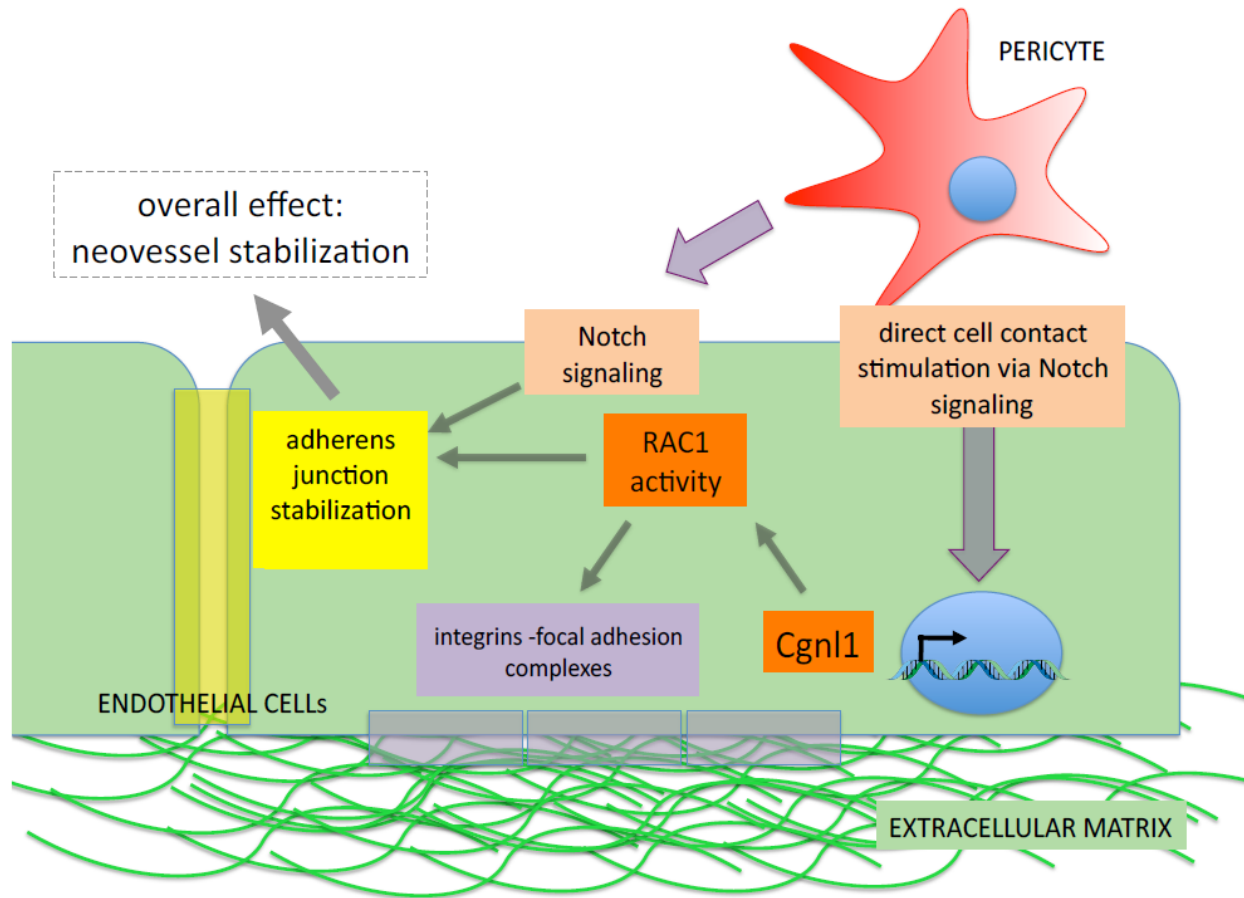 PERICYTE
overall effect:
neovessel stabilization
Notch
signaling
direct cell contact
stimulation via Notch
signaling
adherens
junction
stabilization
RAC1
activity
integrins -focal adhesion
complexes
Cgnl1
ENDOTHELIAL CELLs
EXTRACELLULAR MATRIX